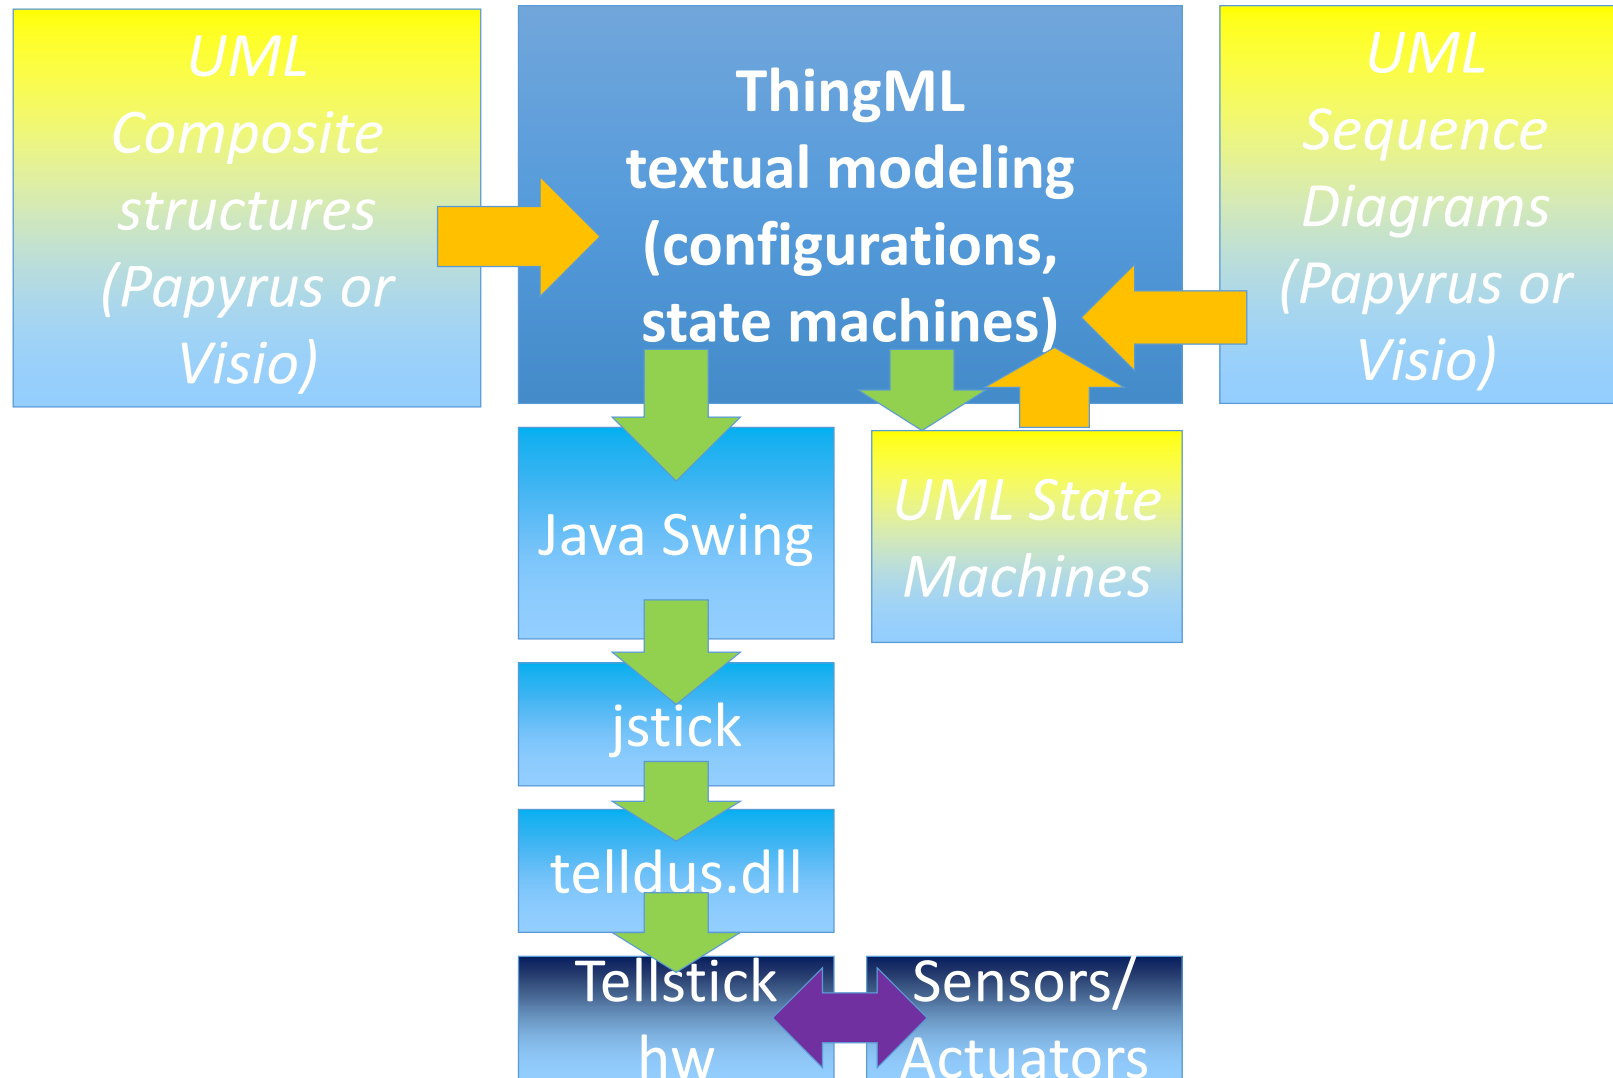 UML
Composite
structures
(Papyrus or
Visio)
ThingML
textual modeling
(configurations,
state machines)
UML
Sequence
Diagrams
(Papyrus or
Visio)
Java Swing
UML State
Machines
jstick
telldus.dll
Tellstick
hw
Sensors/
Actuators